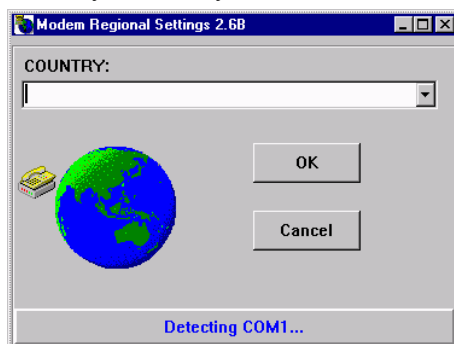 Modem Regional Settings 2.6B
COUNTRY:
OK
Cancel
Detecting COM1...